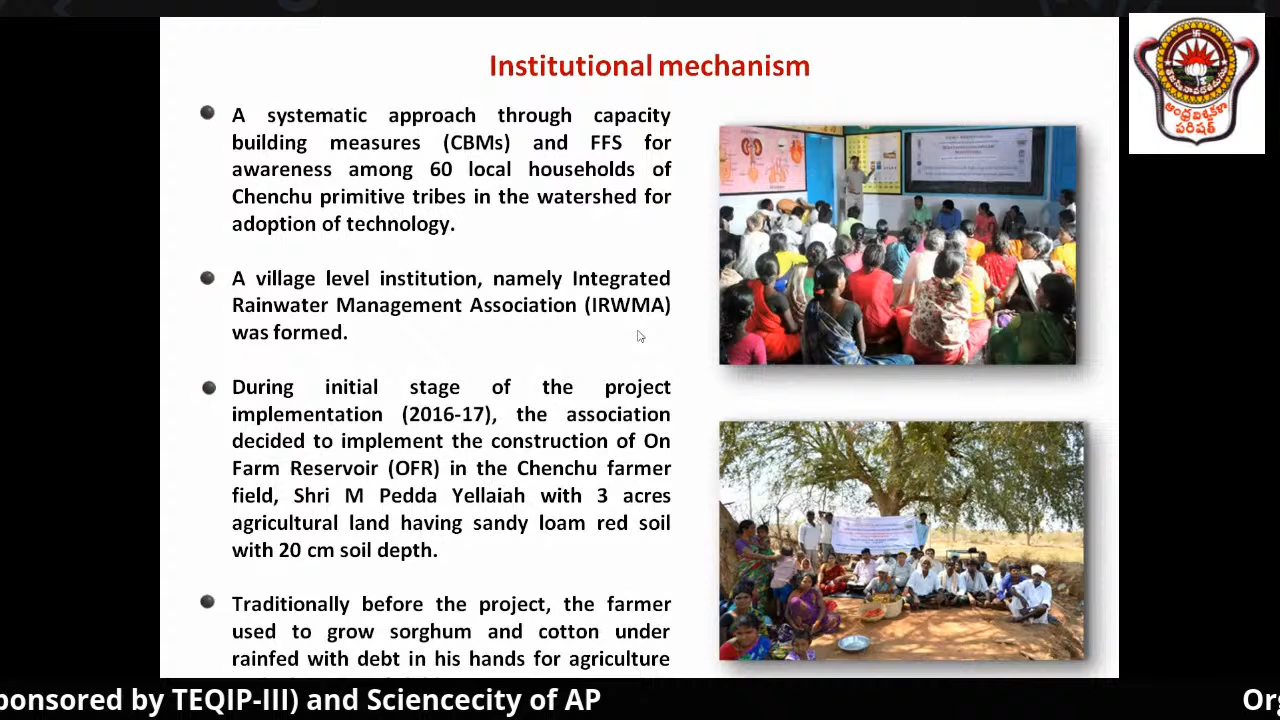 Institutional mechanism
A systematic approach through capacity
building measures (CBMs) and FFS for
awareness among 60 local households of
Chenchu primitive tribes in the watershed for
adoption of technology.
A village level institution, namely Integrated
Rainwater Management Association (IRWMA)
was formed.
During initial stage of the project
implementation (2016-17), the association
decided to implement the construction of On
Farm Reservoir (OFR) in the Chenchu farmer
field, Shri M Pedda Yellaiah with 3 acres
agricultural land having sandy loam red soil
with 20 cm soil depth.
Traditionally before the project, the farmer
used to grow sorghum and cotton under
rainfed with debt in his hands for agriculture
ponsored by TEQIP-III) and Sciencecity of AP
Org
ఆంధ్ర విశ్వకళా
పరిషత్